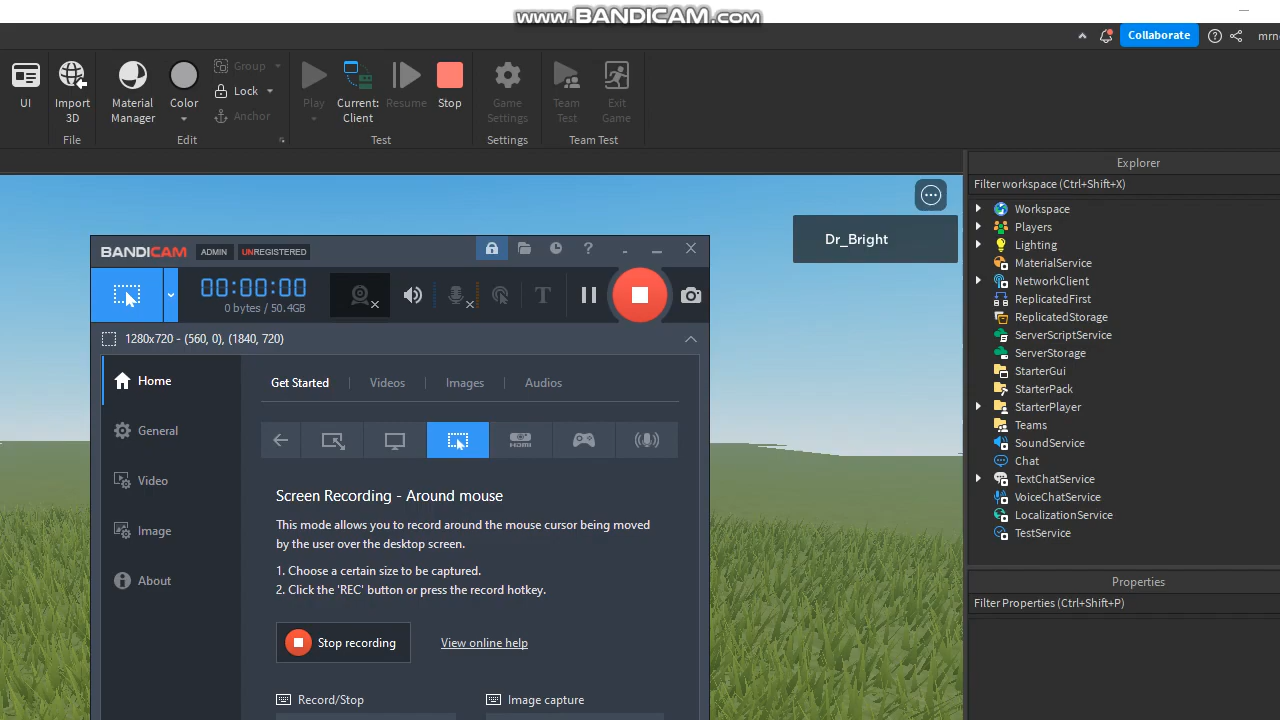 www.BANDICAM.com
Collaborate
mrn
UI
Import
3D
Material
Manager
Color
Group
Lock
Anchor
Play
Current:
Client
Resume
Stop
Game
Settings
Team
Test
Exit
Game
File
Edit
Test
Settings
Team Test
Explorer
Filter workspace (Ctrl+Shift+X)
Workspace
Players
Lighting
MaterialService
NetworkClient
ReplicatedFirst
ReplicatedStorage
ServerScriptService
ServerStorage
StarterGui
StarterPack
StarterPlayer
Teams
SoundService
Chat
TextChatService
VoiceChatService
LocalizationService
TestService
Properties
Filter Properties (Ctrl+Shift+P)
Dr_Bright
BANDICAM
ADMIN
UNREGISTERED
00:00:00
0 bytes / 50.4GB
T
1280x720 - (560, 0), (1840, 720)
Home
General
Video
Image
About
Get Started
Videos
Images
Audios
HDMI
Screen Recording - Around mouse
This mode allows you to record around the mouse cursor being moved
by the user over the desktop screen.
1. Choose a certain size to be captured.
2. Click the 'REC' button or press the record hotkey.
Stop recording
View online help
Record/Stop
Image capture